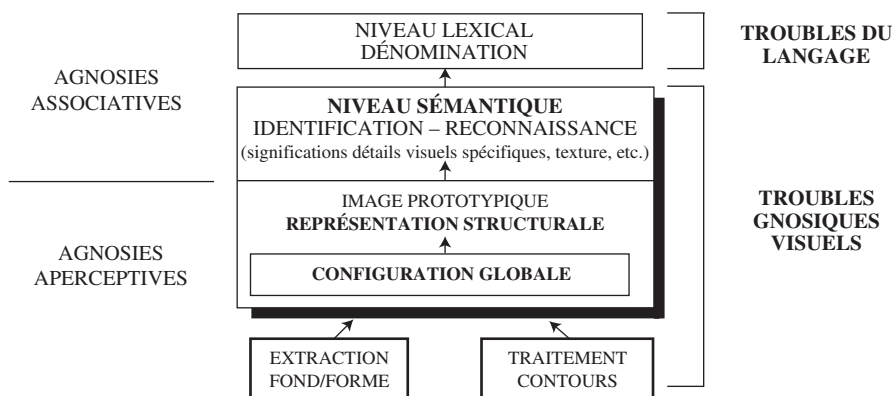 NIVEAU LEXICAL
DÉNOMINATION
TROUBLES DU
LANGAGE
AGNOSIES
ASSOCIATIVES
NIVEAU SÉMANTIQUE
IDENTIFICATION – RECONNAISSANCE
(significations détails visuels spécifiques, texture, etc.)
IMAGE PROTOTYPIQUE
REPRÉSENTATION STRUCTURALE
TROUBLES
GNOSIQUES
VISUELS
AGNOSIES
APERCEPTIVES
CONFIGURATION GLOBALE
EXTRACTION
FOND/FORME
TRAITEMENT
CONTOURS